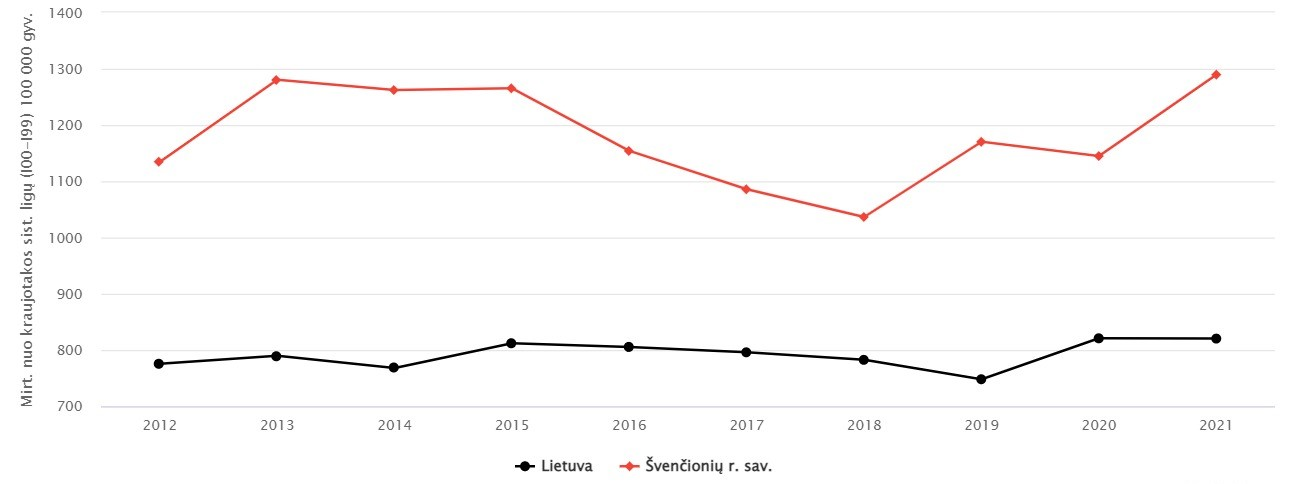 Mirt. nuo kraujotakos sist. ligų (I00-I99) 100 000 gyv.
1400
1300
1200
1100
1000
900
800
700
2012 2013 2014 2015 2016 2017 2018 2019 2020 2021
Lietuva Švenčionių r. sav.